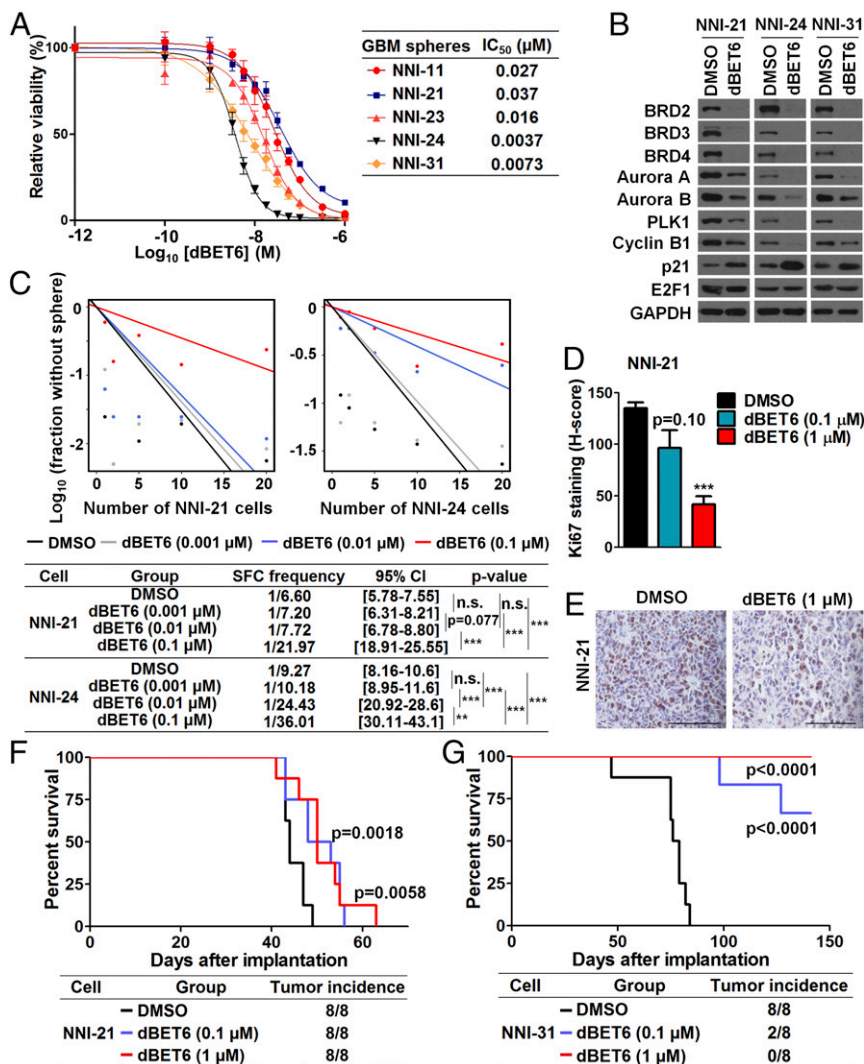 A
Relative viability (%)
100
50
0
-12
-10
-8
-6
Log10 [dBET6] (M)
GBM spheres IC50 (µM)
NNI-11 0.027
NNI-21 0.037
NNI-23 0.016
NNI-24 0.0037
NNI-31 0.0073
B
NNI-21 NNI-24 NNI-31
DMSO dBET6 DMSO dBET6 DMSO dBET6
BRD2
BRD3
BRD4
Aurora A
Aurora B
PLK1
Cyclin B1
p21
E2F1
GAPDH
C
Log10 (fraction without sphere)
0
-1
-2
0 5 10 15 20
Number of NNI-21 cells
0
-0.5
-1
-1.5
0 5 10 15 20
Number of NNI-24 cells
DMSO dBET6 (0.001 µM) dBET6 (0.01 µM) dBET6 (0.1 µM)
Cell Group SFC frequency 95% CI p-value
NNI-21
DMSO 1/6.60 [5.78-7.55]
dBET6 (0.001 µM) 1/7.20 [6.31-8.21]
dBET6 (0.01 µM) 1/7.72 [6.78-8.80]
dBET6 (0.1 µM) 1/21.97 [18.91-25.55]
n.s. n.s.
p=0.077 *** ***
***
NNI-24
DMSO 1/9.27 [8.16-10.6]
dBET6 (0.001 µM) 1/10.18 [8.95-11.6]
dBET6 (0.01 µM) 1/24.43 [20.92-28.6]
dBET6 (0.1 µM) 1/36.01 [30.11-43.1]
n.s. *** ***
*** ***
**
D
NNI-21
Ki67 staining (H-score)
150
100
50
0
p=0.10
***
DMSO
dBET6 (0.1 µM)
dBET6 (1 µM)
E
DMSO dBET6 (1 µM)
NNI-21
F
Percent survival
100
75
50
25
0
0 20 40 60
p=0.0018
p=0.0058
Days after implantation
Cell Group Tumor incidence
NNI-21
DMSO 8/8
dBET6 (0.1 µM) 8/8
dBET6 (1 µM) 8/8
G
Percent survival
100
75
50
25
0
0 50 100 150
p<0.0001
p<0.0001
Days after implantation
Cell Group Tumor incidence
NNI-31
DMSO 8/8
dBET6 (0.1 µM) 2/8
dBET6 (1 µM) 0/8